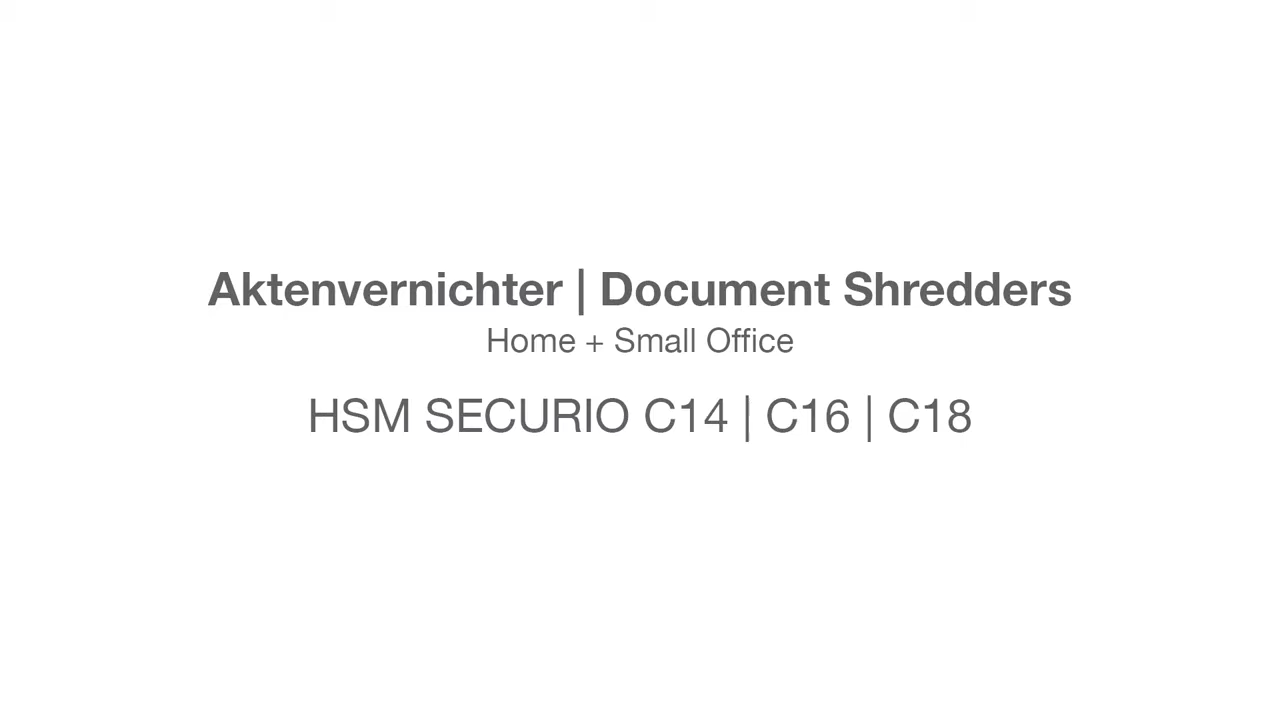 Aktenvernichter | Document Shredders
Home + Small Office
HSM SECURIO C14 | C16 | C18